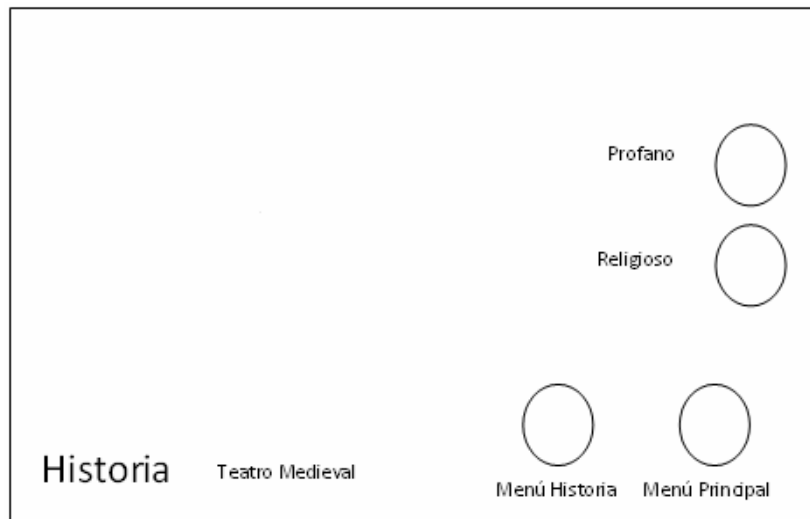 Profano
Religioso
Historia
Teatro Medieval
Menú Historia
Menú Principal